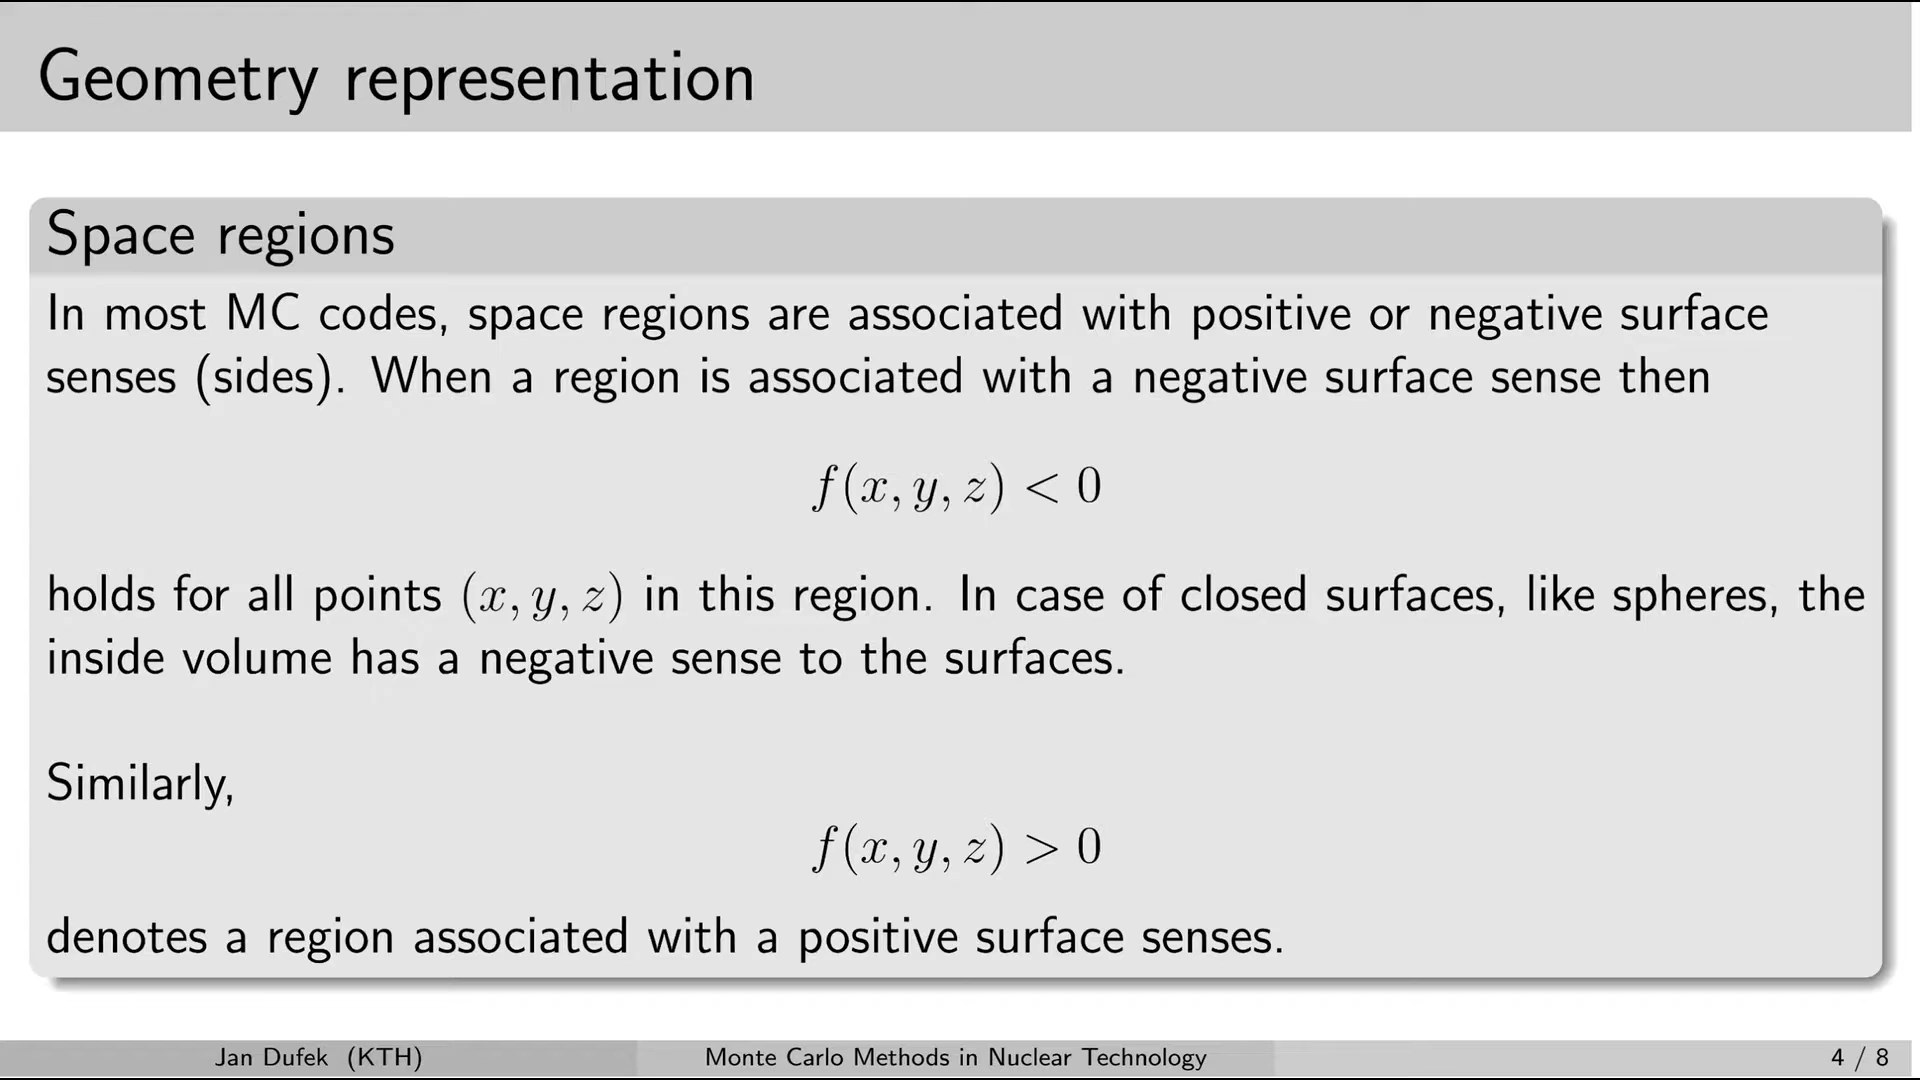 Geometry representation
Space regions
In most MC codes, space regions are associated with positive or negative surface
senses (sides). When a region is associated with a negative surface sense then
f(x, y, z) < 0
holds for all points (x, y, z) in this region. In case of closed surfaces, like spheres, the
inside volume has a negative sense to the surfaces.
Similarly,
f(x, y, z) > 0
denotes a region associated with a positive surface senses.
Jan Dufek (KTH) Monte Carlo Methods in Nuclear Technology 4 / 8